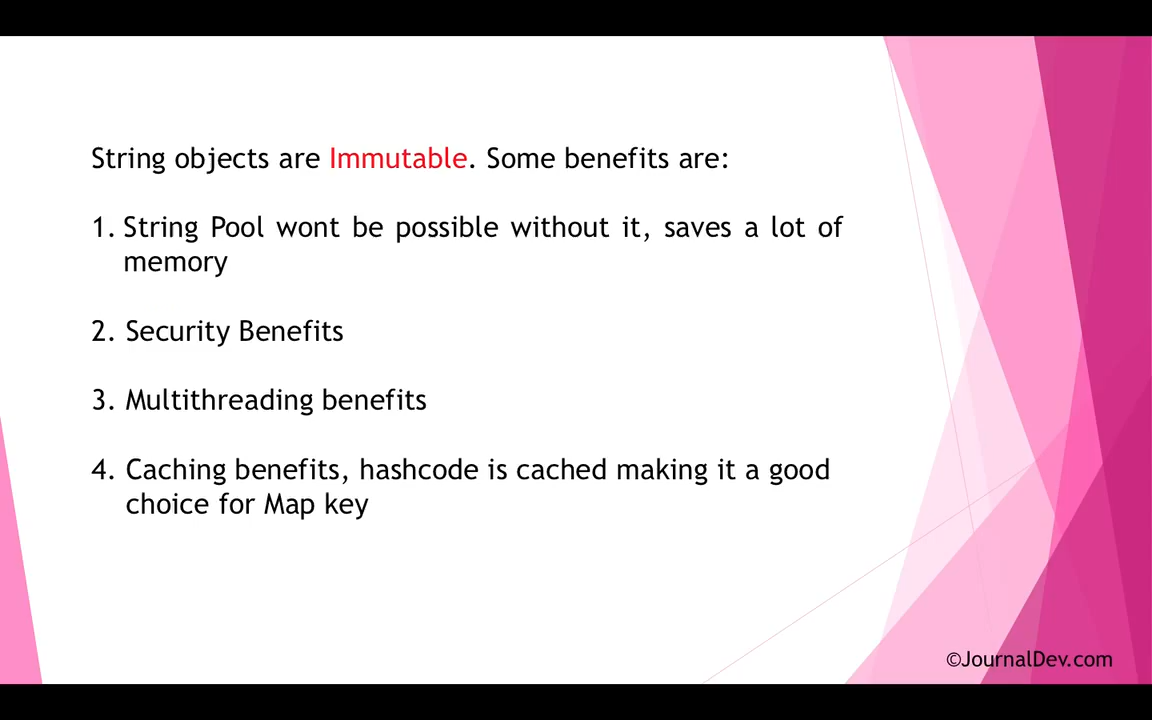 String objects are Immutable. Some benefits are:
1. String Pool wont be possible without it, saves a lot of
memory
2. Security Benefits
3. Multithreading benefits
4. Caching benefits, hashcode is cached making it a good
choice for Map key
©JournalDev.com